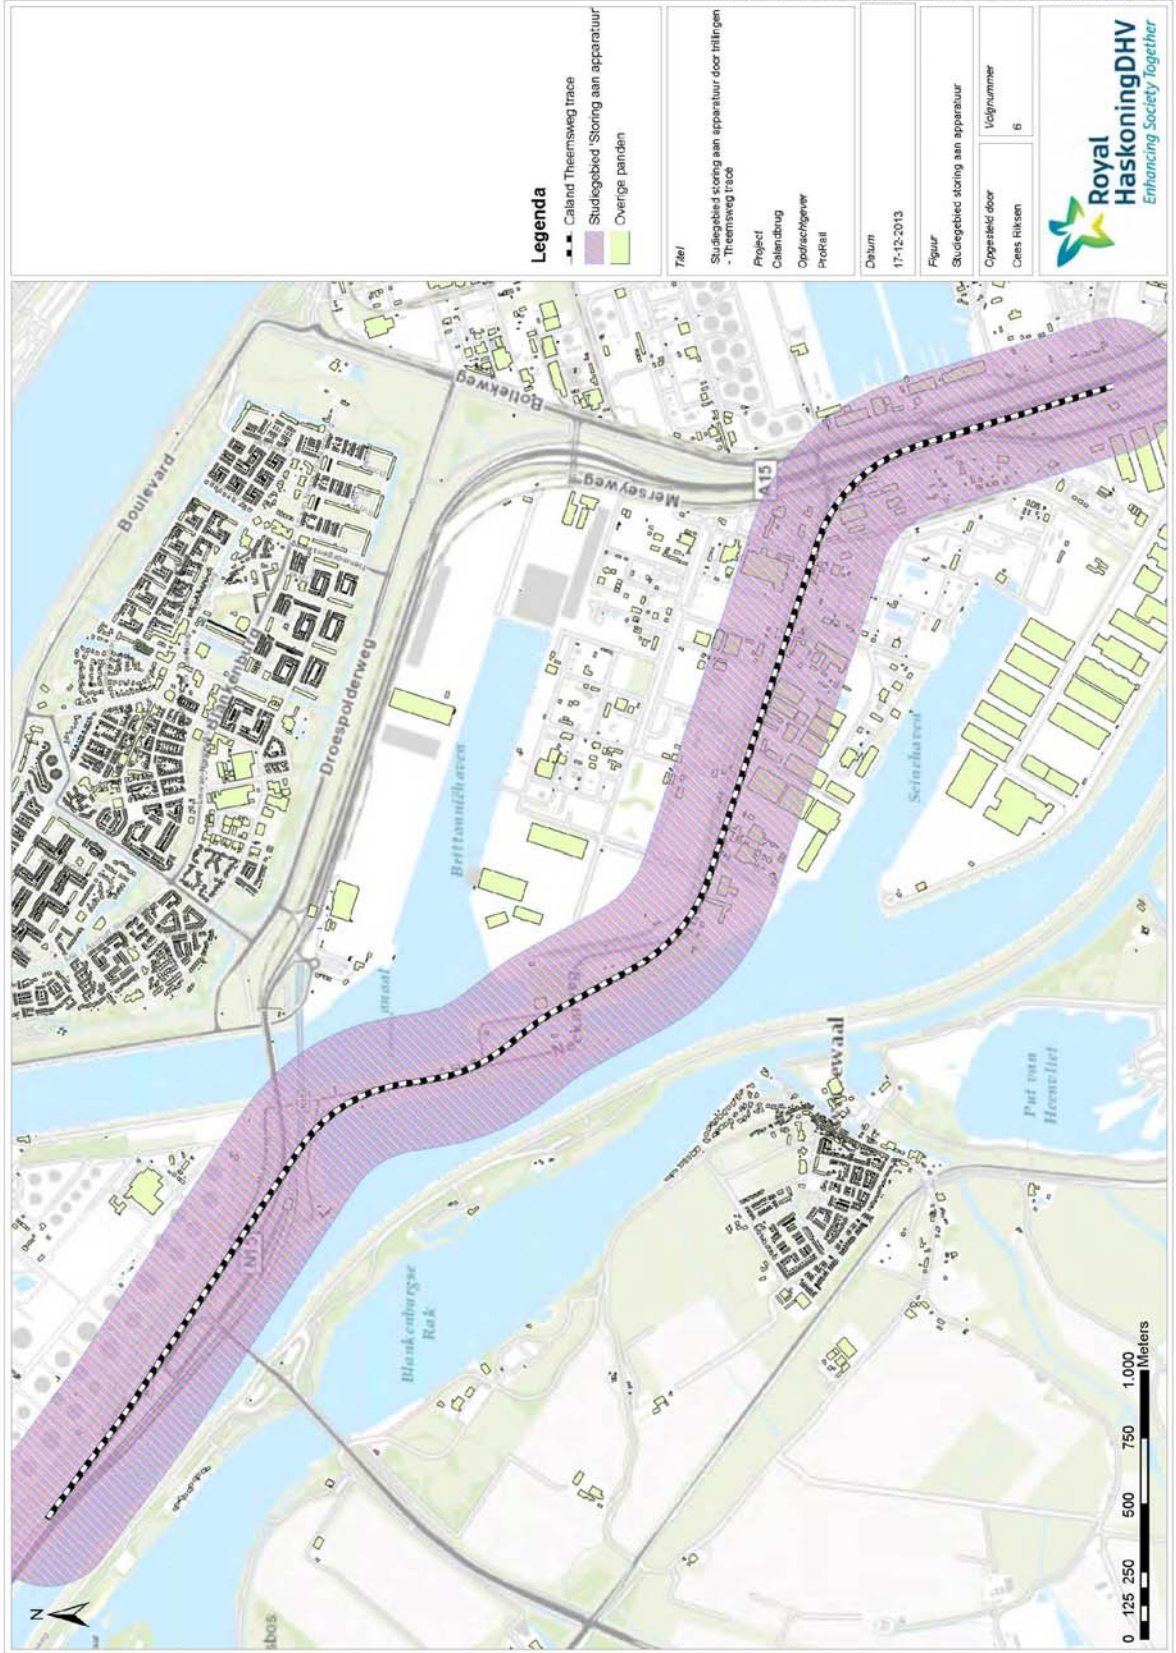 Legenda
Caland Theemsweg trace
Studiegebied 'Storing aan apparatuur'
Overige panden
Titel
Studiegebied storing aan apparatuur door trillingen
- Theemsweg tracé
Project
Calandbrug
Opdrachtgever
ProRail
Datum
17-12-2013
Figuur
Studiegebied storing aan apparatuur
Opgesteld door
Cees Riksen
Volgnummer
6
Royal
HaskoningDHV
Enhancing Society Together
N
Boulevard
Botlekweg
Merseyweg
A15
Droespolderweg
Brittanniëhaven
Seinehaven
N15
Blankenburgse
Rak
Put van
Heenvliet
0 125 250 500 750 1.000
Meters